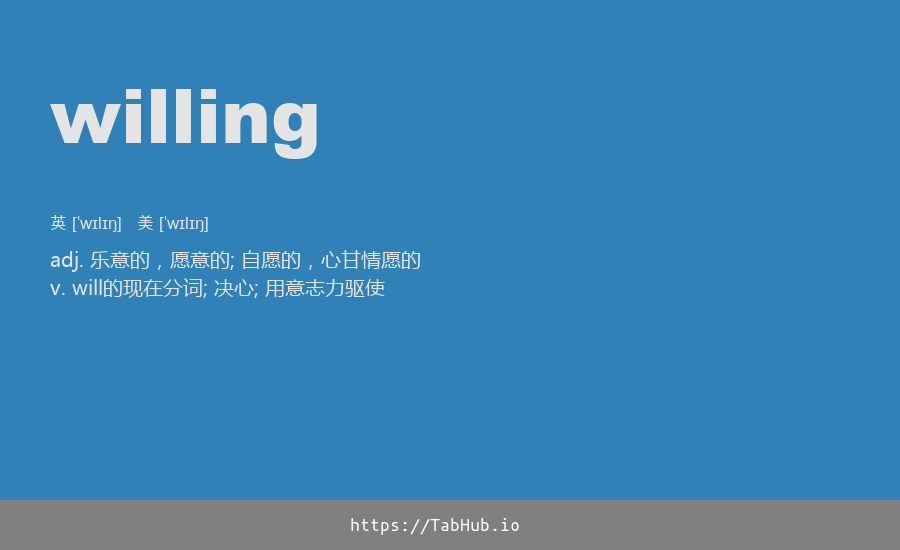 willing
英 [ˈwɪlɪŋ] 美 [ˈwɪlɪŋ]
adj. 乐意的，愿意的; 自愿的，心甘情愿的
v. will的现在分词; 决心; 用意志力驱使
https://TabHub.io